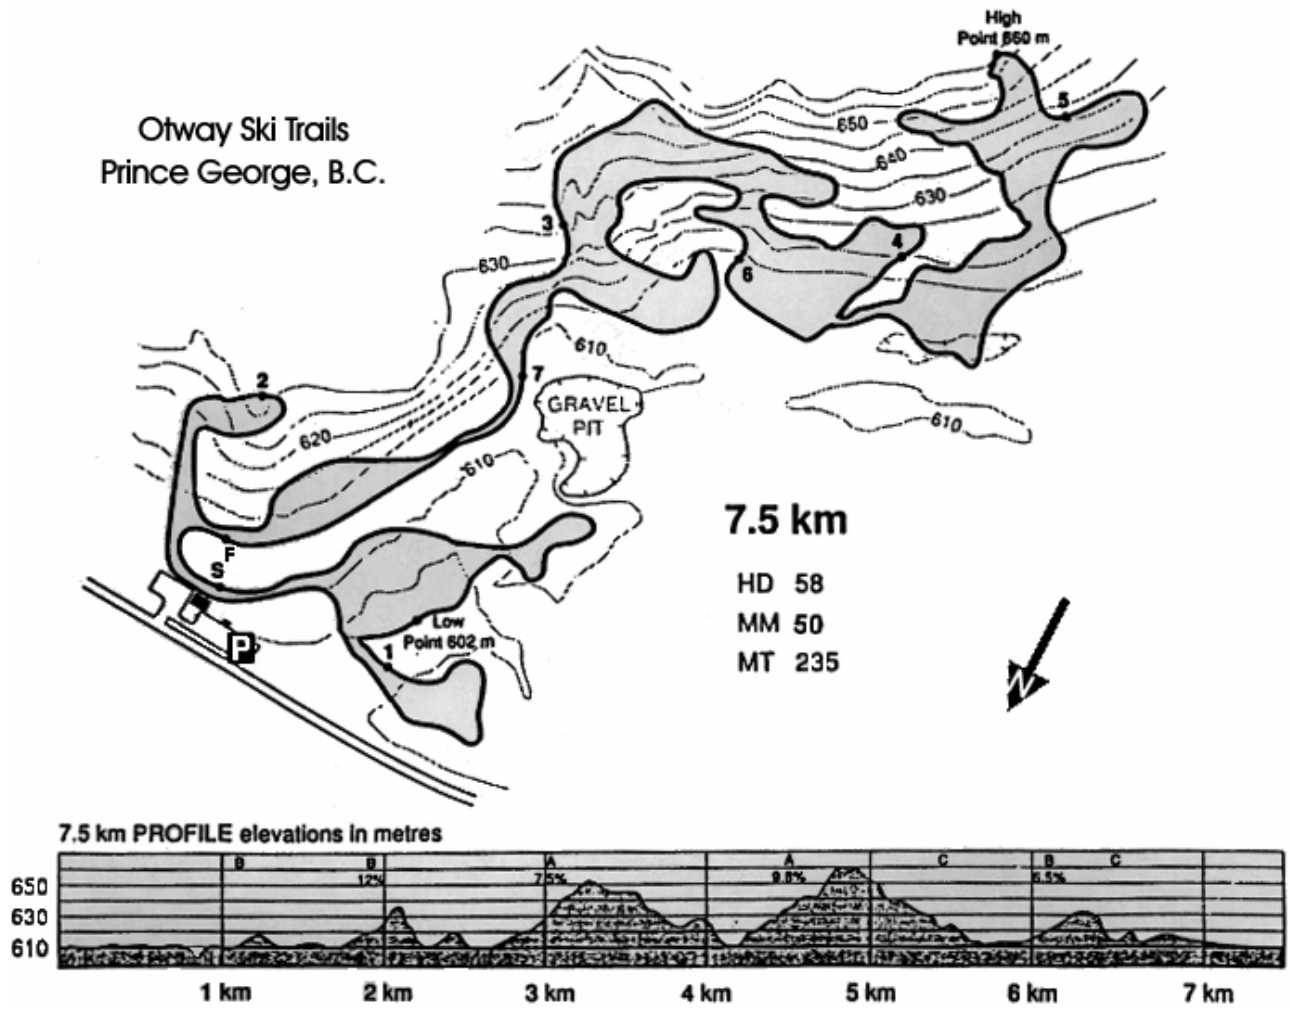 High
Point 660 m
Otway Ski Trails
Prince George, B.C.
5
650
640
630
3
4
630
6
610
2
7
GRAVEL
PIT
610
620
610
7.5 km
F
S
HD 58
Low
Point 602 m
MM 50
P
1
MT 235
N
7.5 km PROFILE elevations in metres
B B A A C B C
12% 7.5% 9.8% 5.5%
650
630
610
1 km 2 km 3 km 4 km 5 km 6 km 7 km